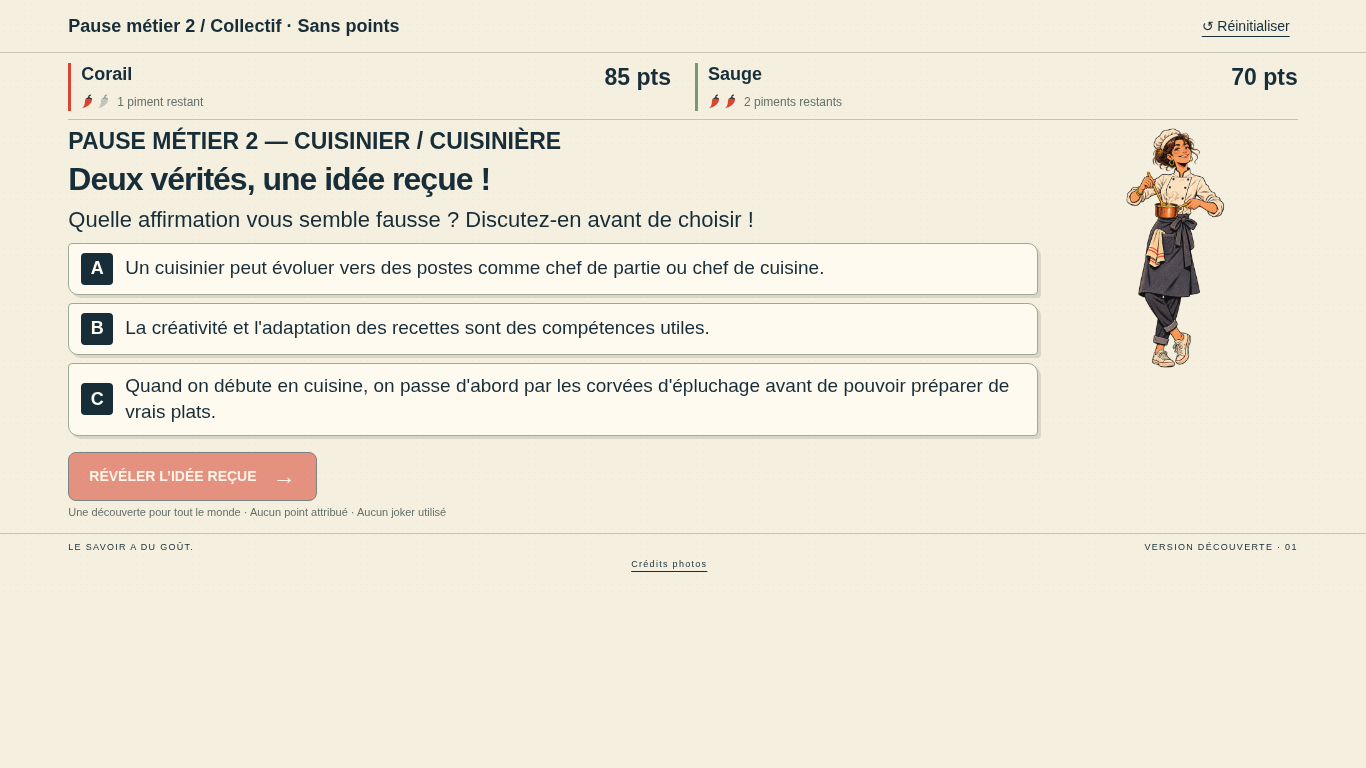 Pause métier 2 / Collectif · Sans points
↺ Réinitialiser
Corail
85 pts
1 piment restant
Sauge
70 pts
2 piments restants
PAUSE MÉTIER 2 — CUISINIER / CUISINIÈRE
Deux vérités, une idée reçue !
Quelle affirmation vous semble fausse ? Discutez-en avant de choisir !
A Un cuisinier peut évoluer vers des postes comme chef de partie ou chef de cuisine.
B La créativité et l'adaptation des recettes sont des compétences utiles.
C Quand on débute en cuisine, on passe d'abord par les corvées d'épluchage avant de pouvoir préparer de
vrais plats.
RÉVÉLER L'IDÉE REÇUE →
Une découverte pour tout le monde · Aucun point attribué · Aucun joker utilisé
LE SAVOIR A DU GOÛT.
VERSION DÉCOUVERTE · 01
Crédits photos